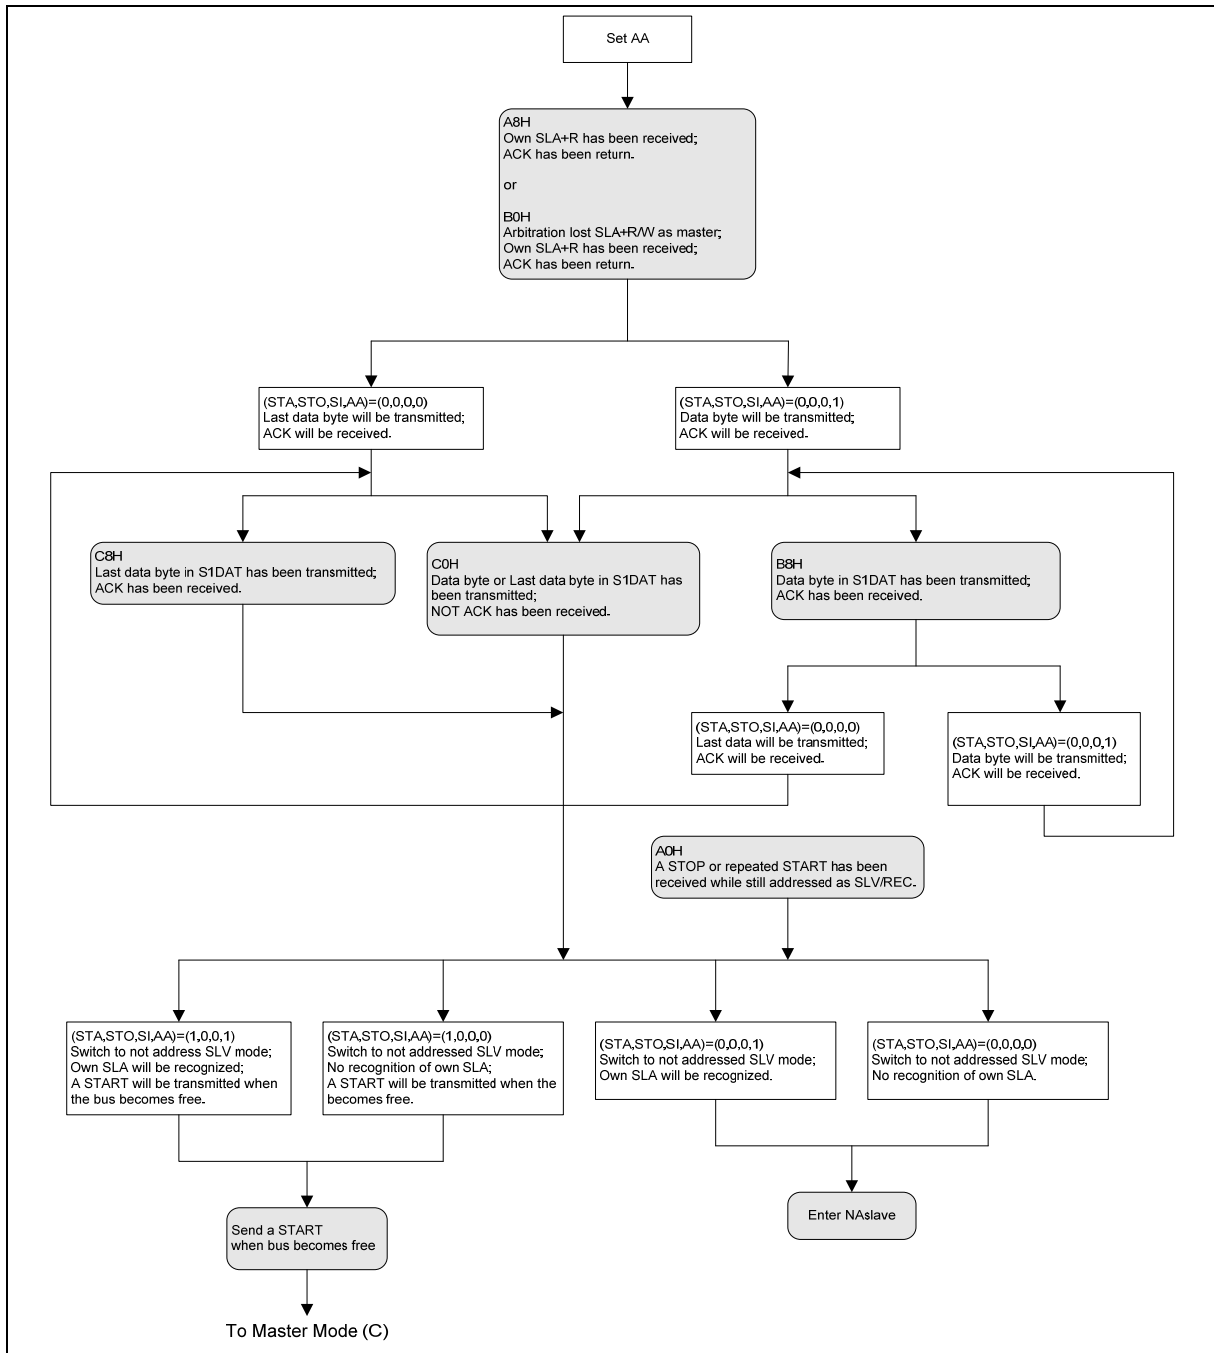 Set AA
A8H
Own SLA+R has been received;
ACK has been return.
or
B0H
Arbitration lost SLA+R/W as master;
Own SLA+R has been received;
ACK has been return.
(STA,STO,SI,AA)=(0,0,0,0)
Last data byte will be transmitted;
ACK will be received.
(STA,STO,SI,AA)=(0,0,0,1)
Data byte will be transmitted;
ACK will be received.
C8H
Last data byte in S1DAT has been transmitted;
ACK has been received.
C0H
Data byte or Last data byte in S1DAT has
been transmitted;
NOT ACK has been received.
B8H
Data byte in S1DAT has been transmitted;
ACK has been received.
(STA,STO,SI,AA)=(0,0,0,0)
Last data will be transmitted;
ACK will be received.
(STA,STO,SI,AA)=(0,0,0,1)
Data byte will be transmitted;
ACK will be received.
A0H
A STOP or repeated START has been
received while still addressed as SLV/REC.
(STA,STO,SI,AA)=(1,0,0,1)
Switch to not address SLV mode;
Own SLA will be recognized;
A START will be transmitted when
the bus becomes free.
(STA,STO,SI,AA)=(1,0,0,0)
Switch to not addressed SLV mode;
No recognition of own SLA;
A START will be transmitted when the
becomes free.
(STA,STO,SI,AA)=(0,0,0,1)
Switch to not addressed SLV mode;
Own SLA will be recognized.
(STA,STO,SI,AA)=(0,0,0,0)
Switch to not addressed SLV mode;
No recognition of own SLA.
Send a START
when bus becomes free
Enter NAslave
To Master Mode (C)